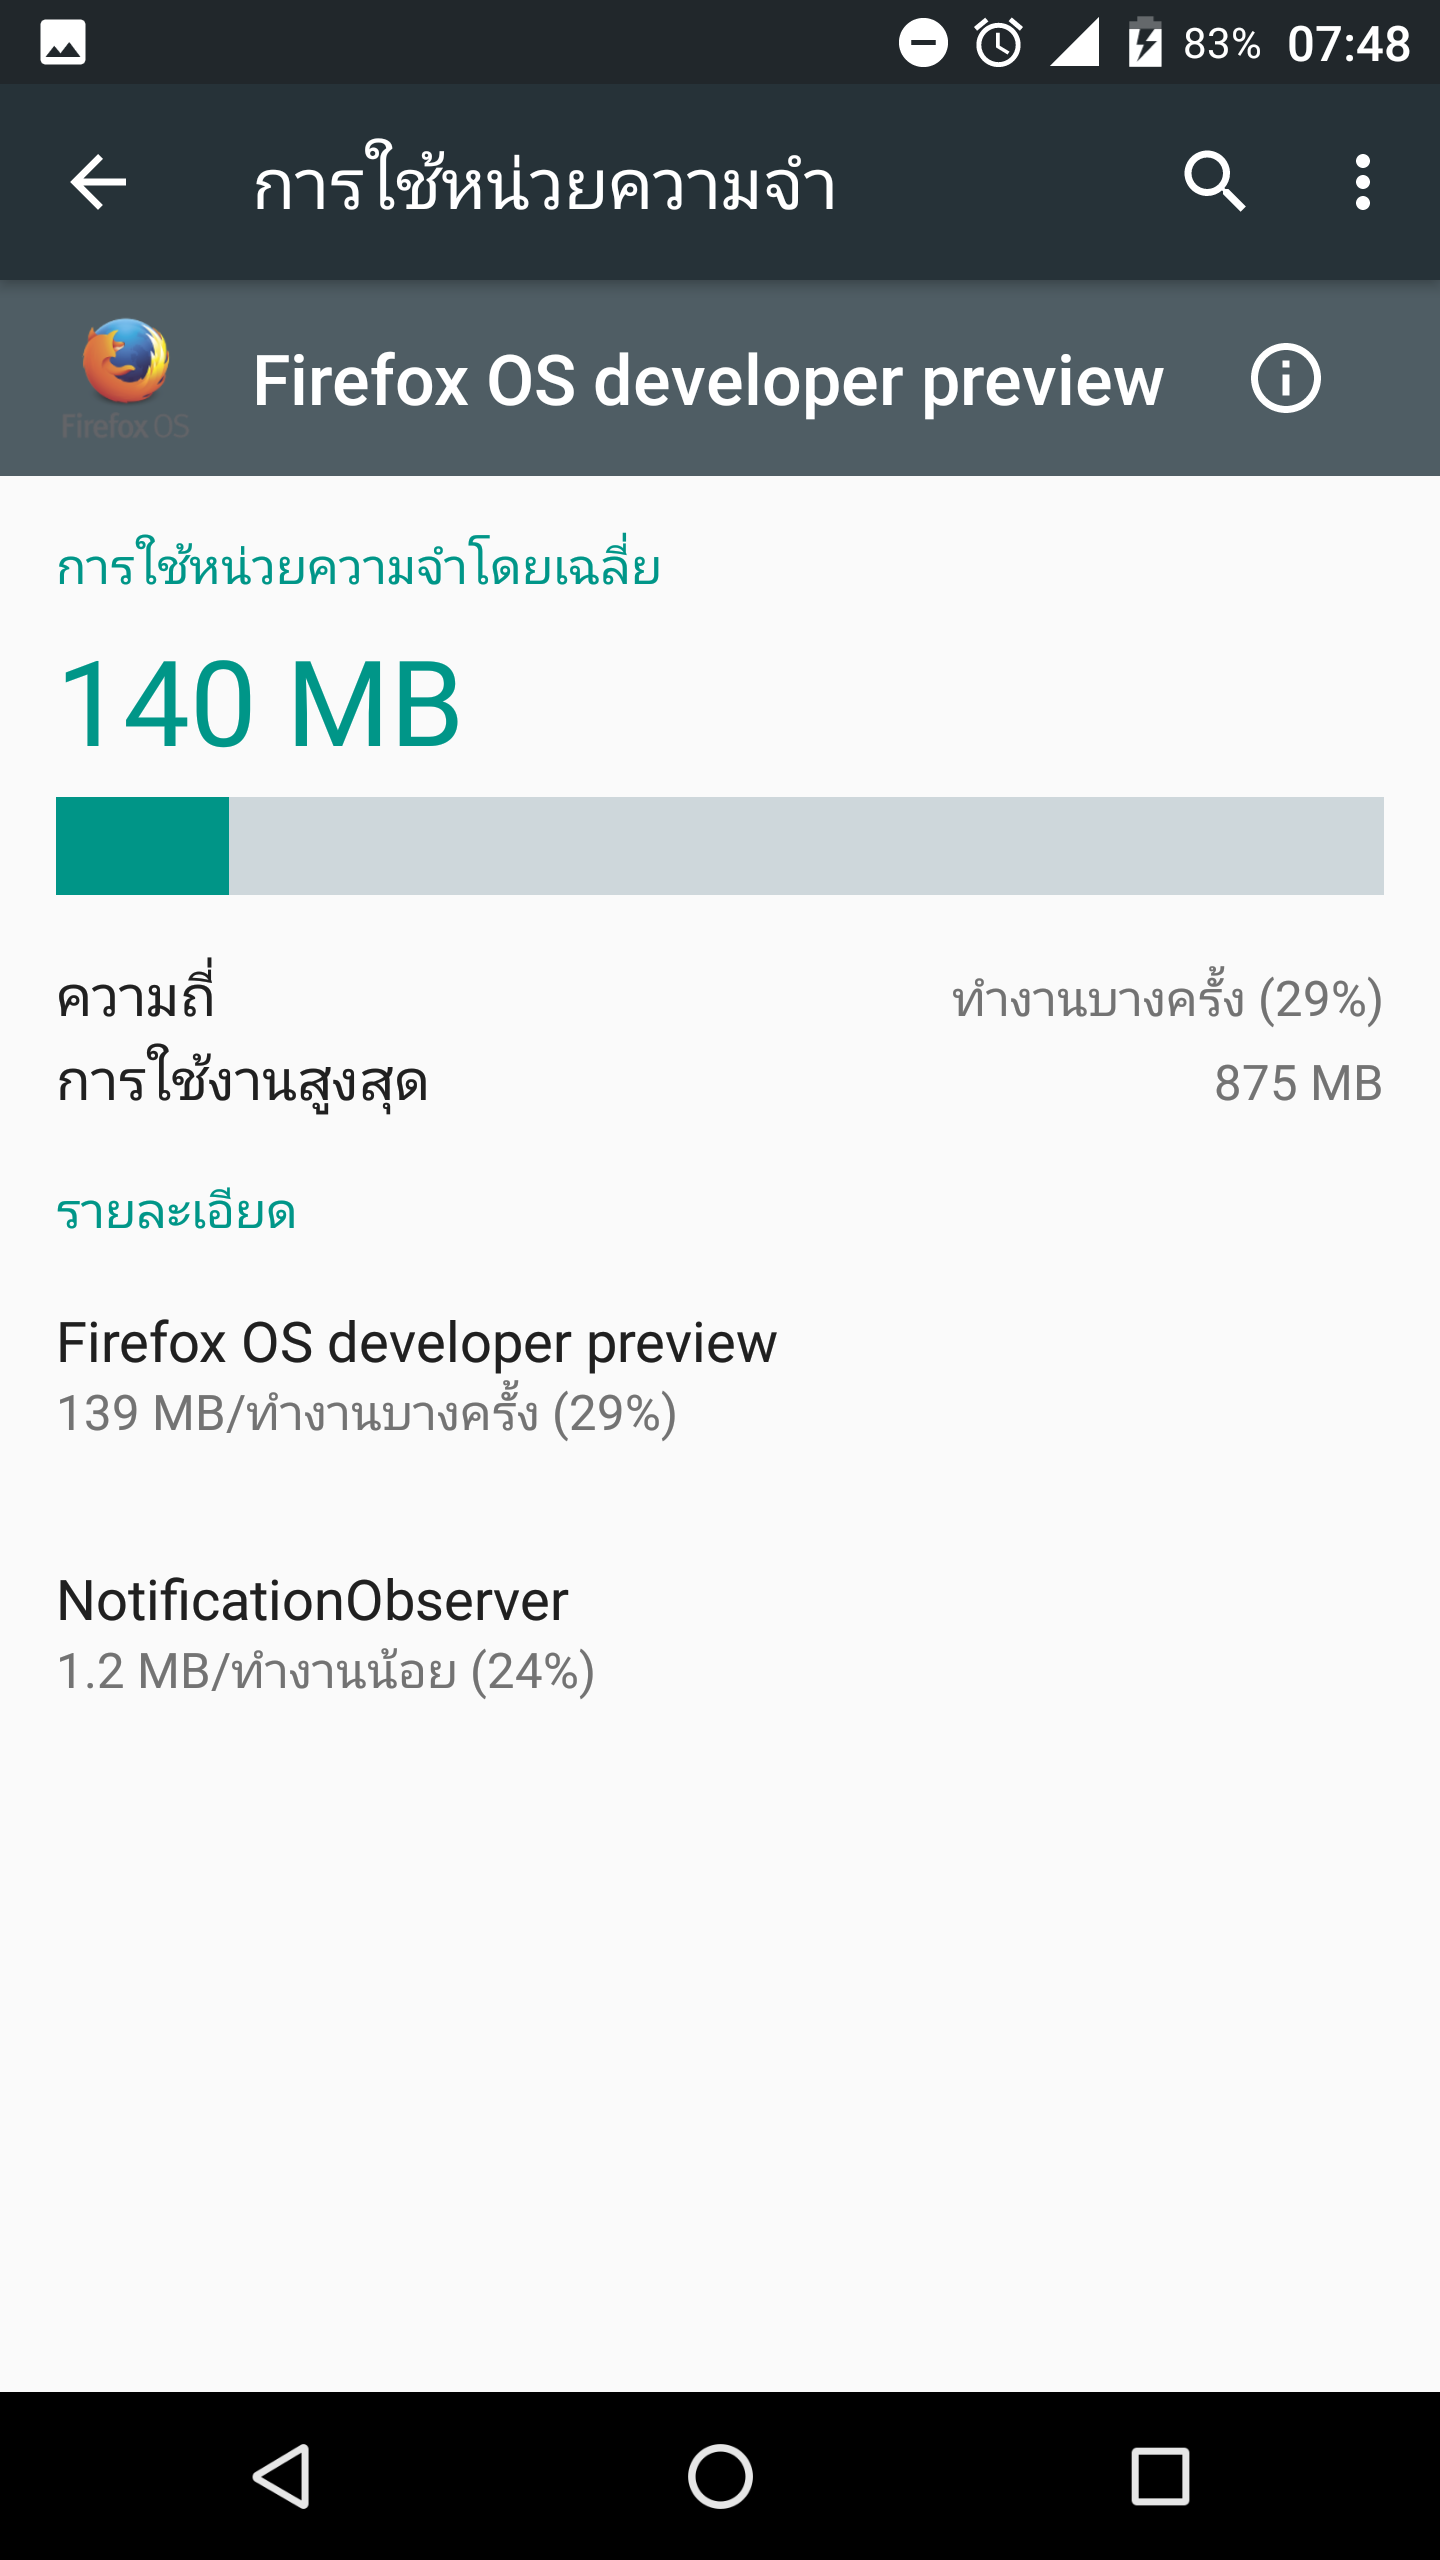 83% 07:48
การใช้หน่วยความจำ
Firefox OS
Firefox OS developer preview
การใช้หน่วยความจำโดยเฉลี่ย
140 MB
ความถี่ ทำงานบางครั้ง (29%)
การใช้งานสูงสุด 875 MB
รายละเอียด
Firefox OS developer preview
139 MB/ทำงานบางครั้ง (29%)
NotificationObserver
1.2 MB/ทำงานน้อย (24%)